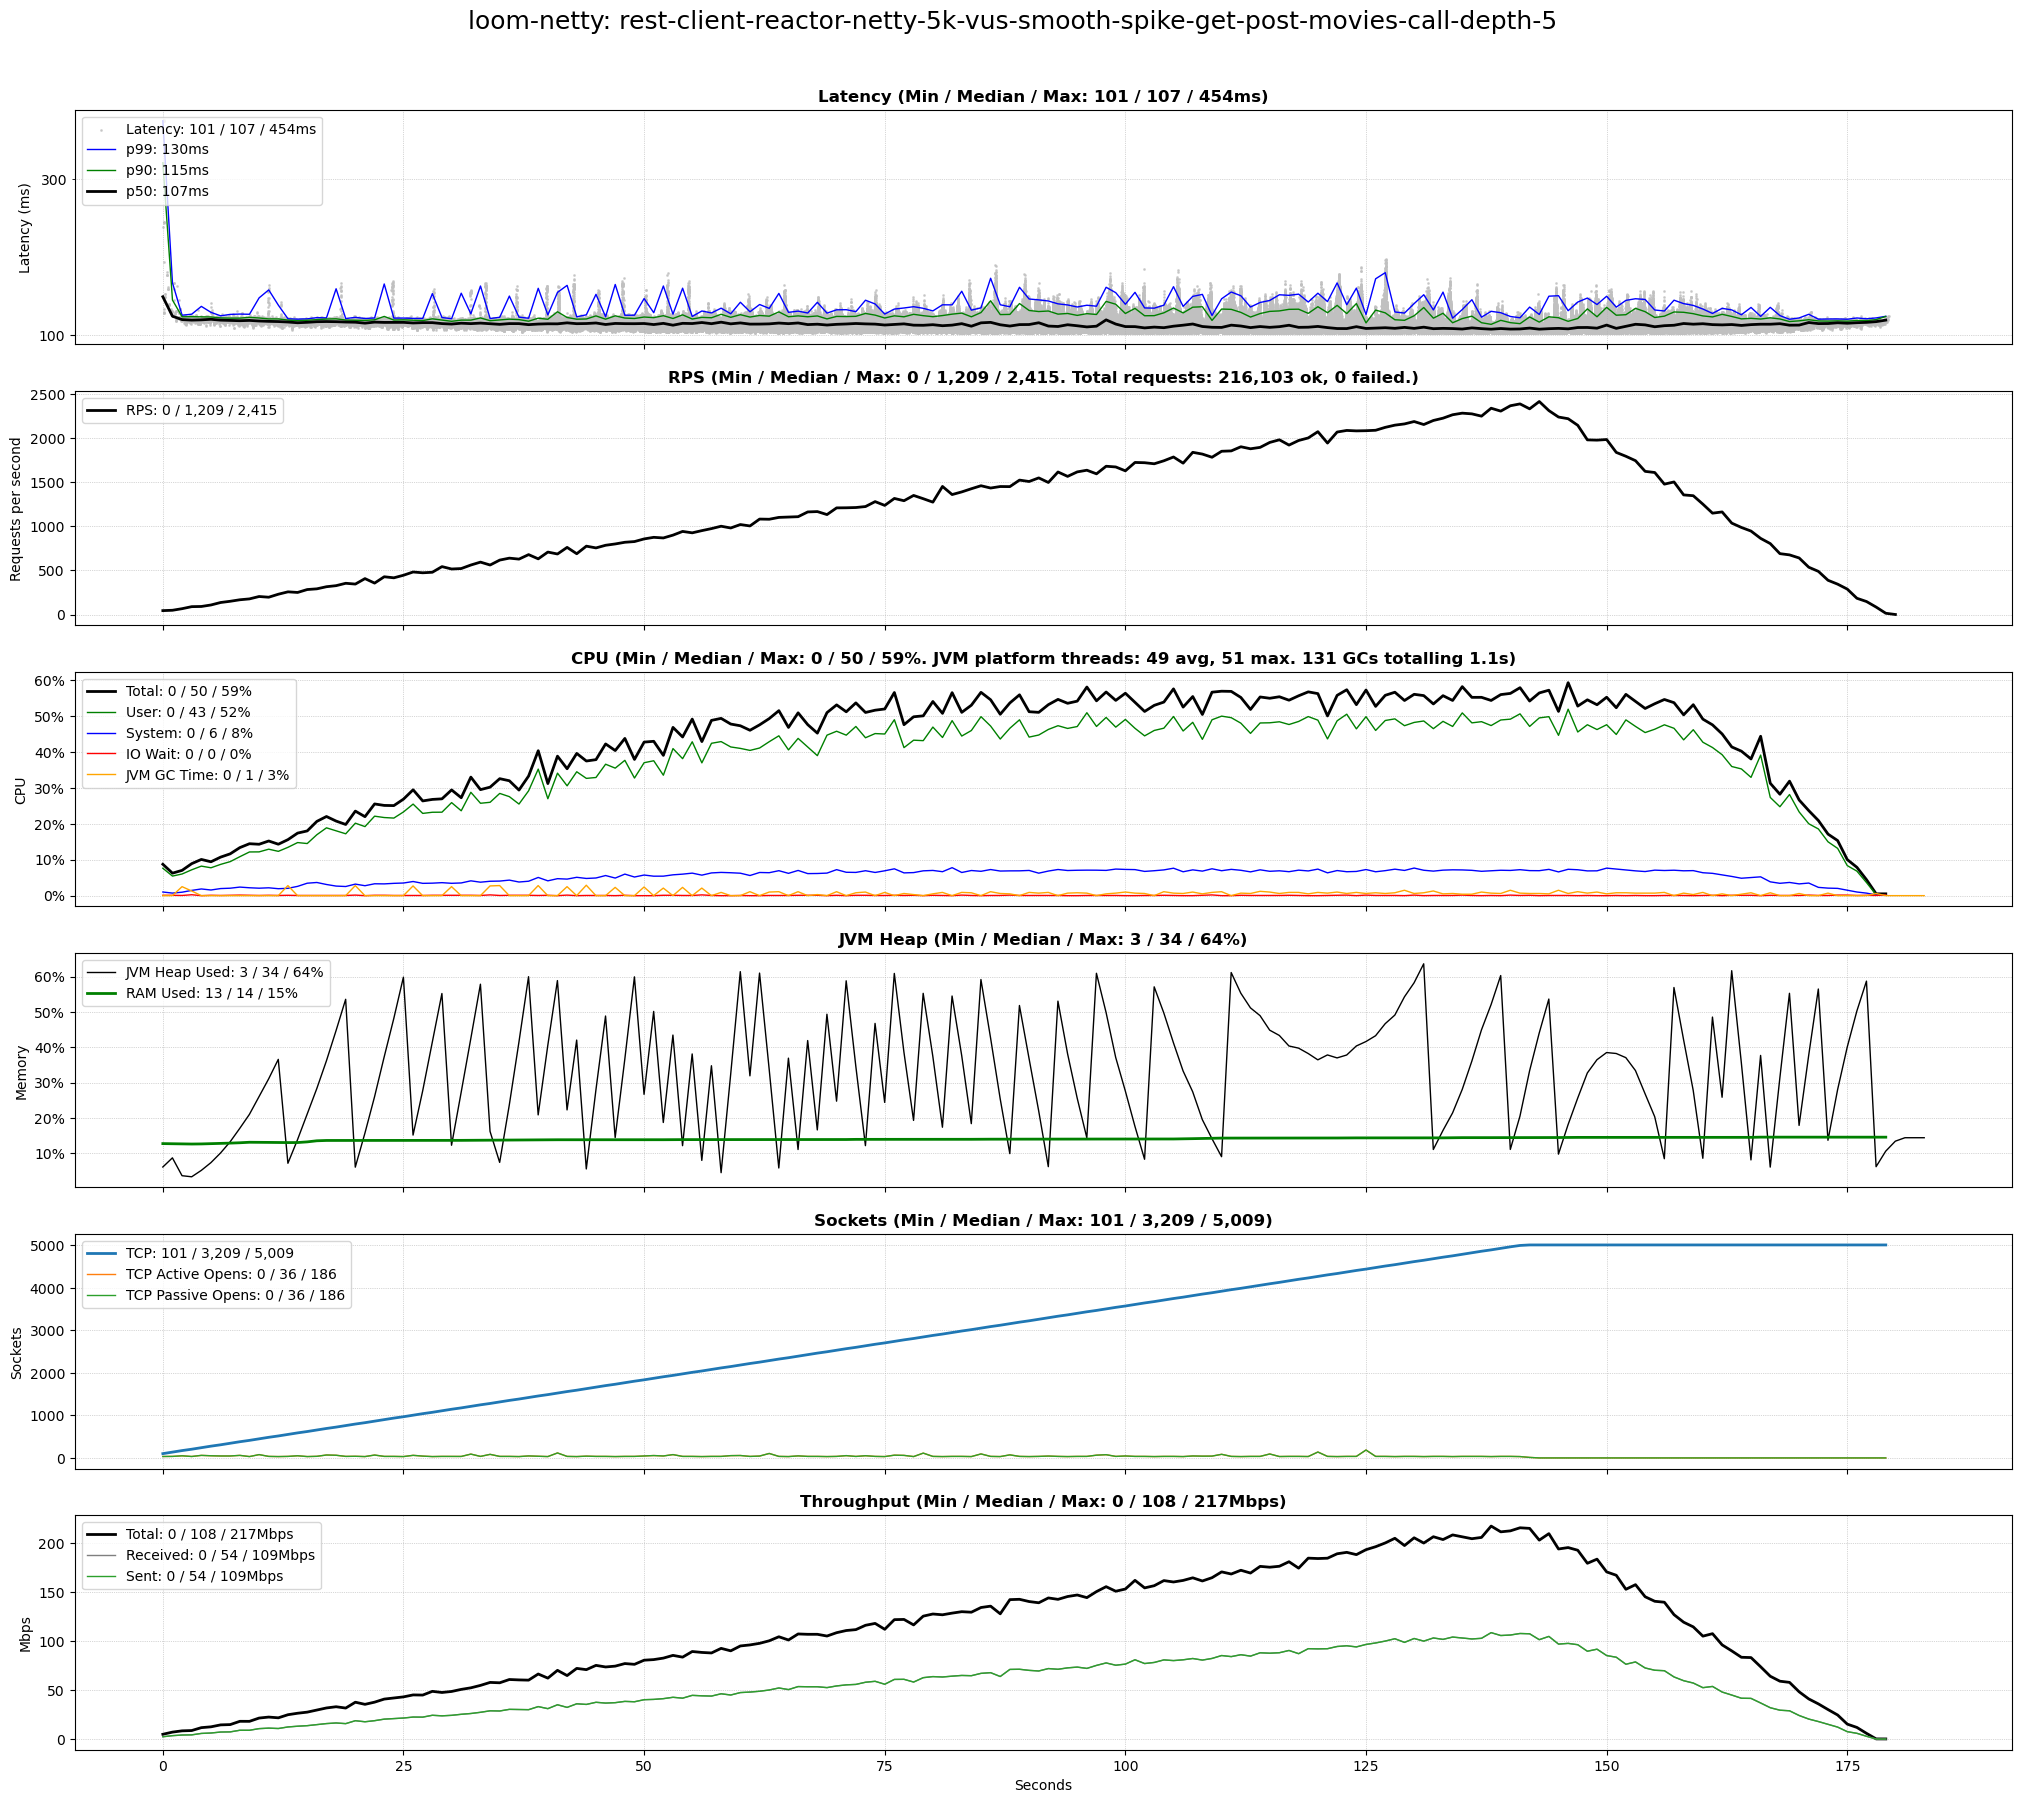 loom-netty: rest-client-reactor-netty-5k-vus-smooth-spike-get-post-movies-call-depth-5
Latency (Min / Median / Max: 101 / 107 / 454ms)
Latency: 101 / 107 / 454ms
p99: 130ms
p90: 115ms
p50: 107ms
Latency (ms)
300
100
RPS (Min / Median / Max: 0 / 1,209 / 2,415. Total requests: 216,103 ok, 0 failed.)
RPS: 0 / 1,209 / 2,415
Requests per second
2500
2000
1500
1000
500
0
CPU (Min / Median / Max: 0 / 50 / 59%. JVM platform threads: 49 avg, 51 max. 131 GCs totalling 1.1s)
Total: 0 / 50 / 59%
User: 0 / 43 / 52%
System: 0 / 6 / 8%
IO Wait: 0 / 0 / 0%
JVM GC Time: 0 / 1 / 3%
CPU
60%
50%
40%
30%
20%
10%
0%
JVM Heap (Min / Median / Max: 3 / 34 / 64%)
JVM Heap Used: 3 / 34 / 64%
RAM Used: 13 / 14 / 15%
Memory
60%
50%
40%
30%
20%
10%
Sockets (Min / Median / Max: 101 / 3,209 / 5,009)
TCP: 101 / 3,209 / 5,009
TCP Active Opens: 0 / 36 / 186
TCP Passive Opens: 0 / 36 / 186
Sockets
5000
4000
3000
2000
1000
0
Throughput (Min / Median / Max: 0 / 108 / 217Mbps)
Total: 0 / 108 / 217Mbps
Received: 0 / 54 / 109Mbps
Sent: 0 / 54 / 109Mbps
Mbps
200
150
100
50
0
0 25 50 75 100 125 150 175
Seconds